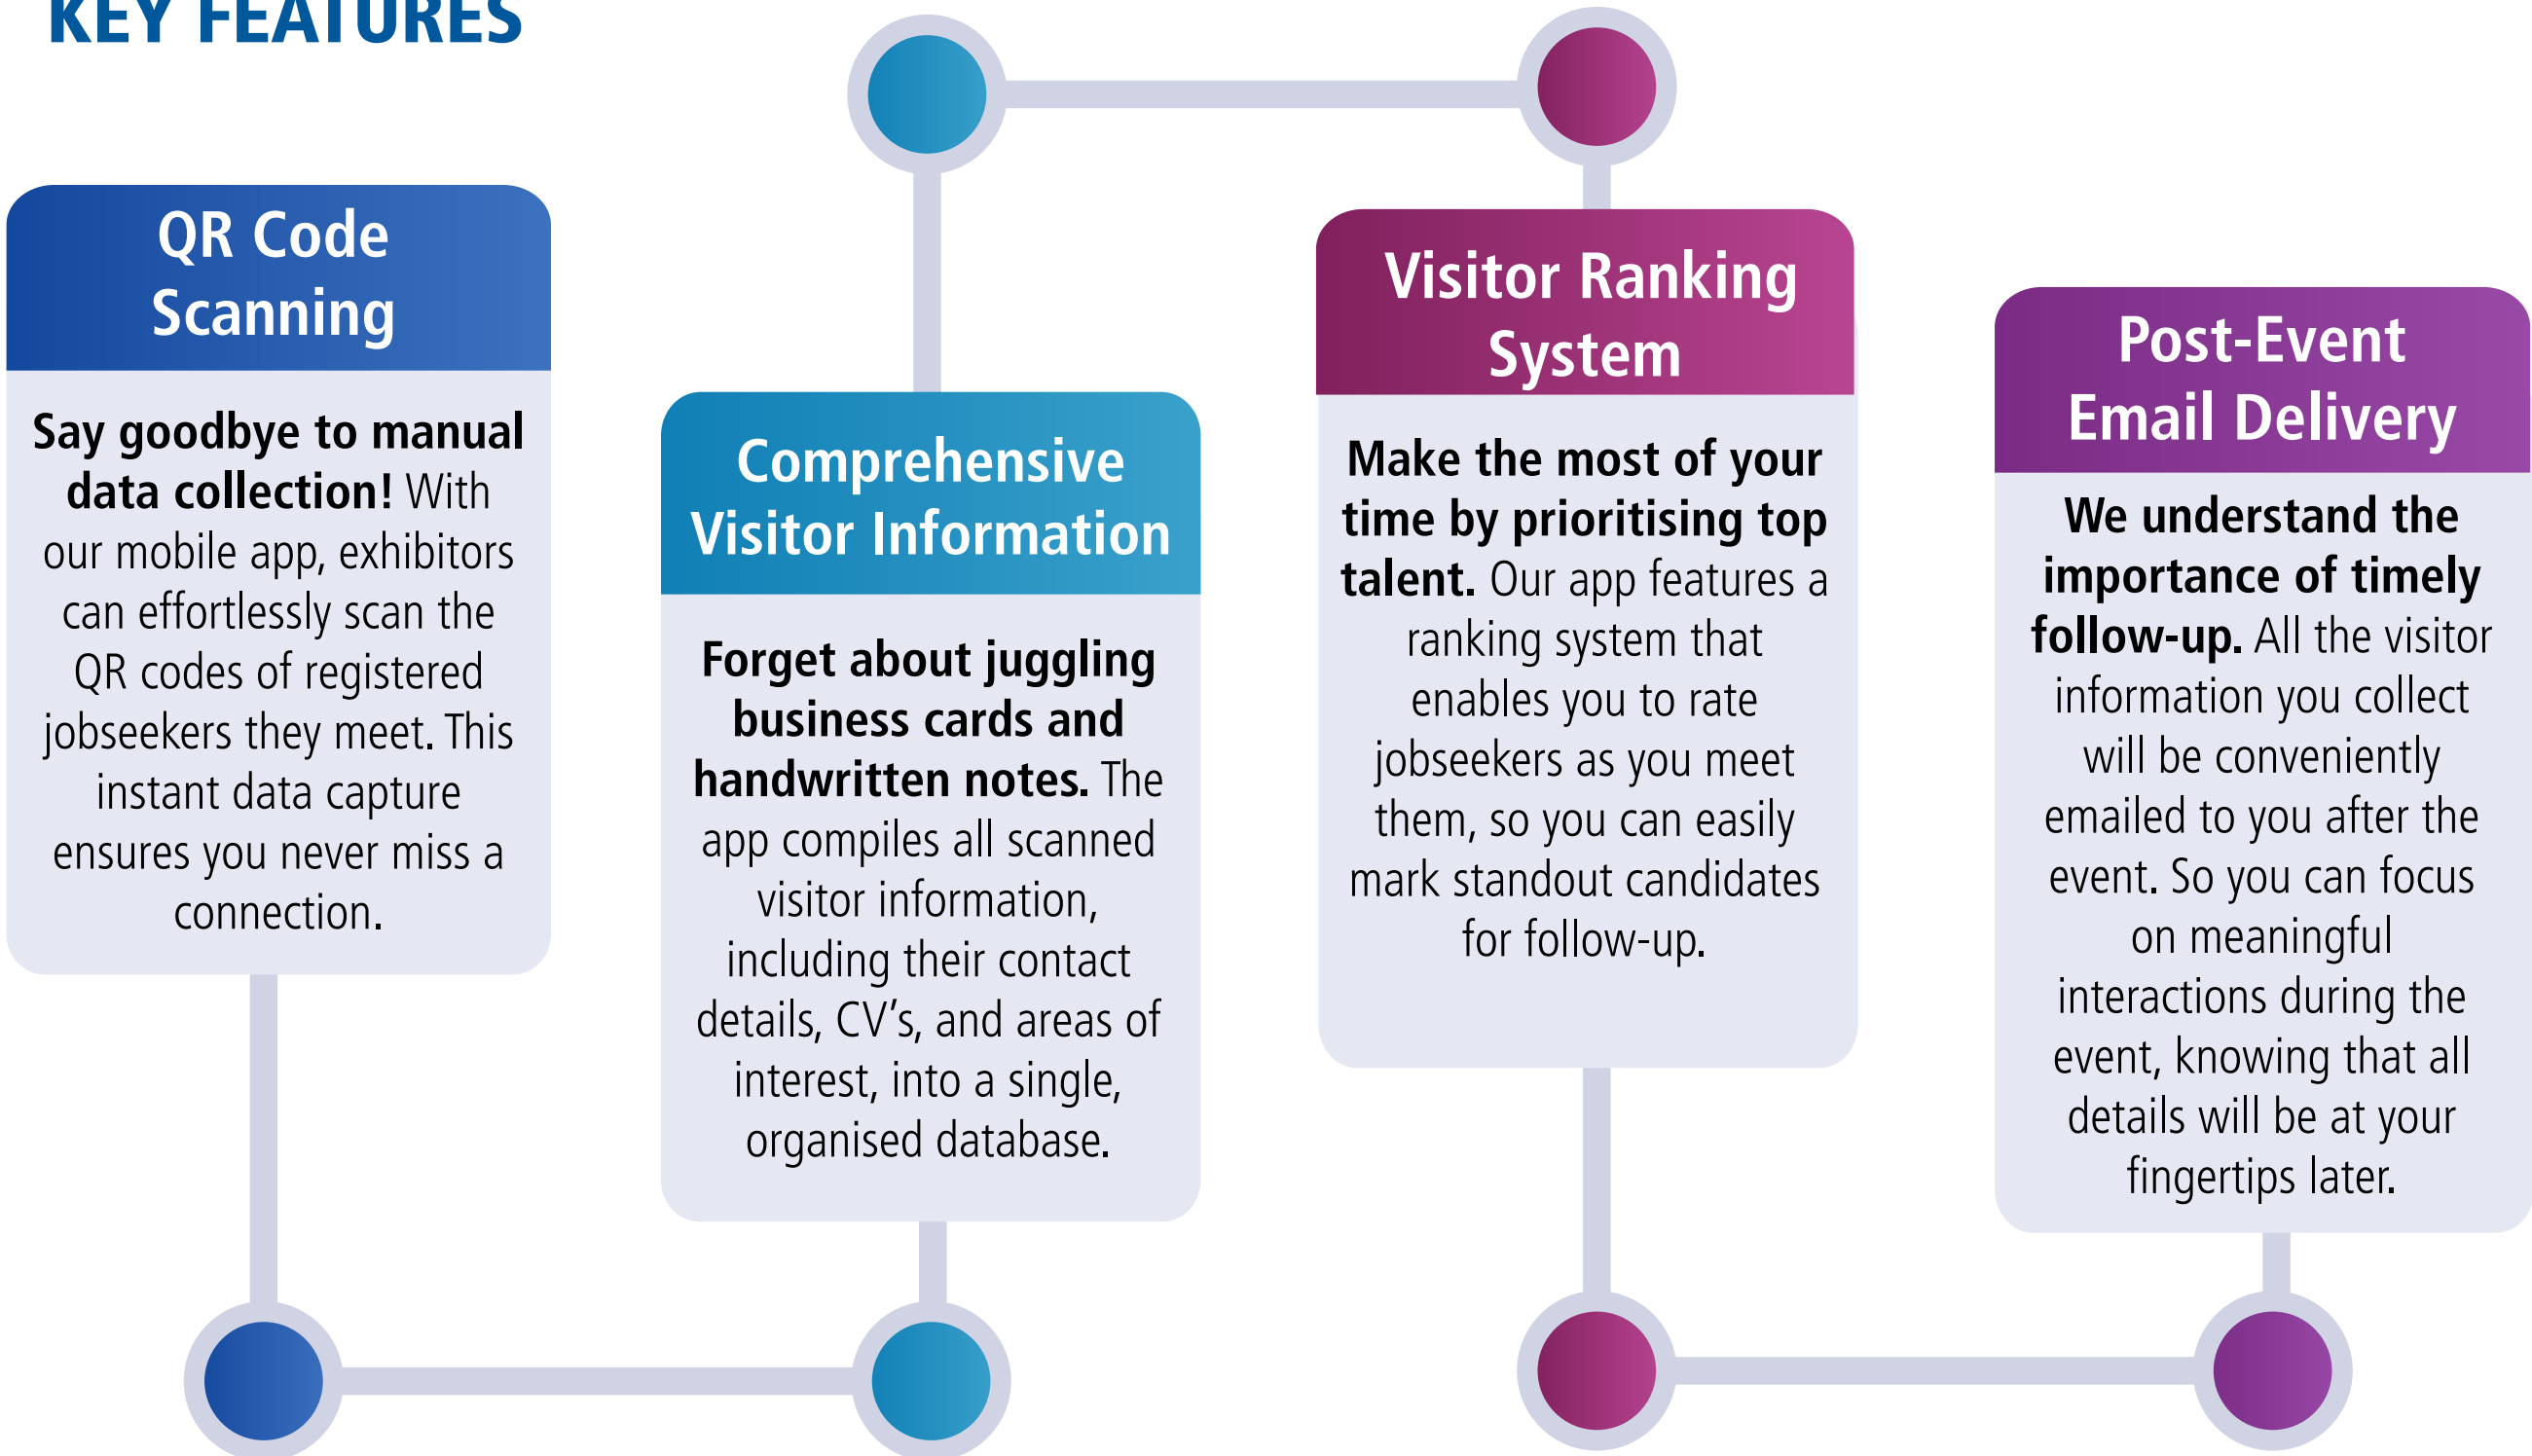 KEY FEATURES
QR Code
Scanning
Say goodbye to manual
data collection! With
our mobile app, exhibitors
can effortlessly scan the
QR codes of registered
jobseekers they meet. This
instant data capture
ensures you never miss a
connection.
Comprehensive
Visitor Information
Forget about juggling
business cards and
handwritten notes. The
app compiles all scanned
visitor information,
including their contact
details, CV’s, and areas of
interest, into a single,
organised database.
Visitor Ranking
System
Make the most of your
time by prioritising top
talent. Our app features a
ranking system that
enables you to rate
jobseekers as you meet
them, so you can easily
mark standout candidates
for follow-up.
Post-Event
Email Delivery
We understand the
importance of timely
follow-up. All the visitor
information you collect
will be conveniently
emailed to you after the
event. So you can focus
on meaningful
interactions during the
event, knowing that all
details will be at your
fingertips later.